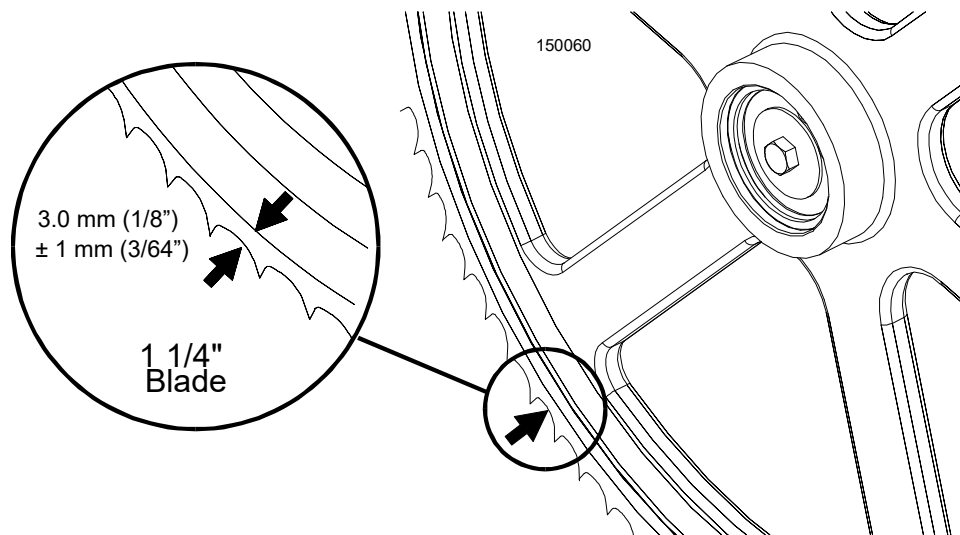 150060
3.0 mm (1/8”)
± 1 mm (3/64”)
1 1/4"
Blade